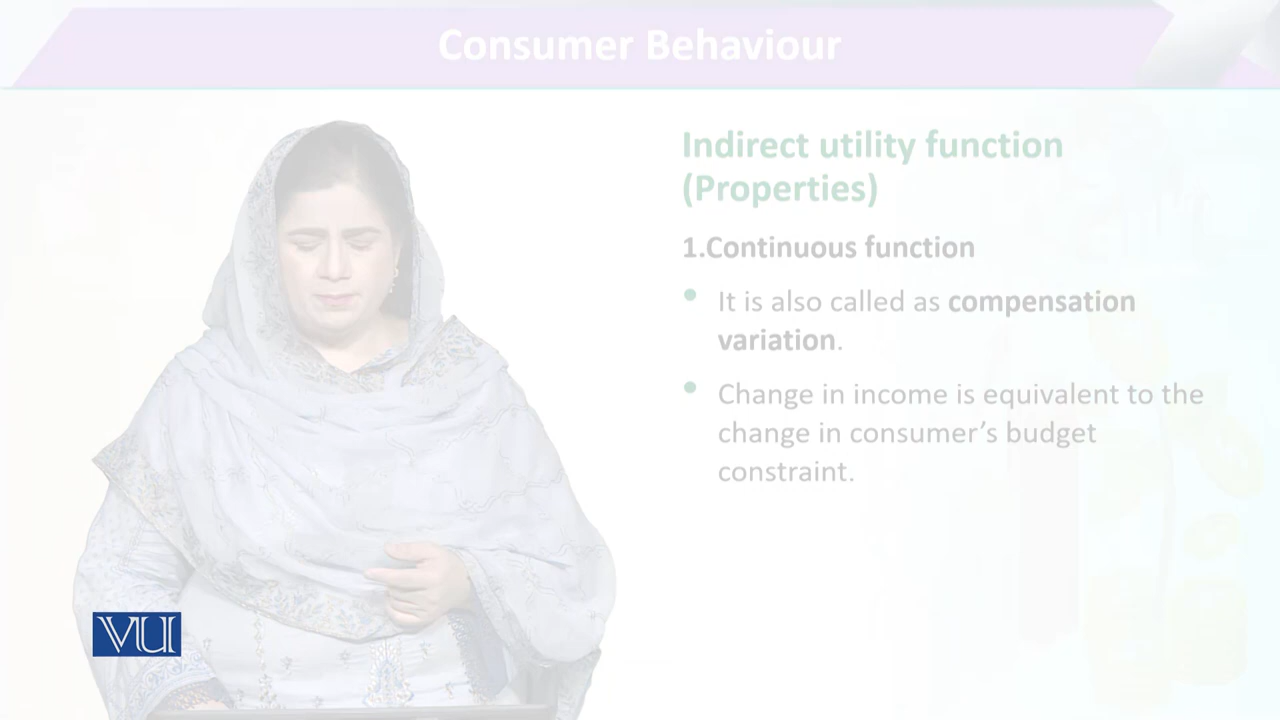 Consumer Behaviour
Indirect utility function
(Properties)
1.Continuous function
• It is also called as compensation
variation.
• Change in income is equivalent to the
change in consumer’s budget
constraint.
VU